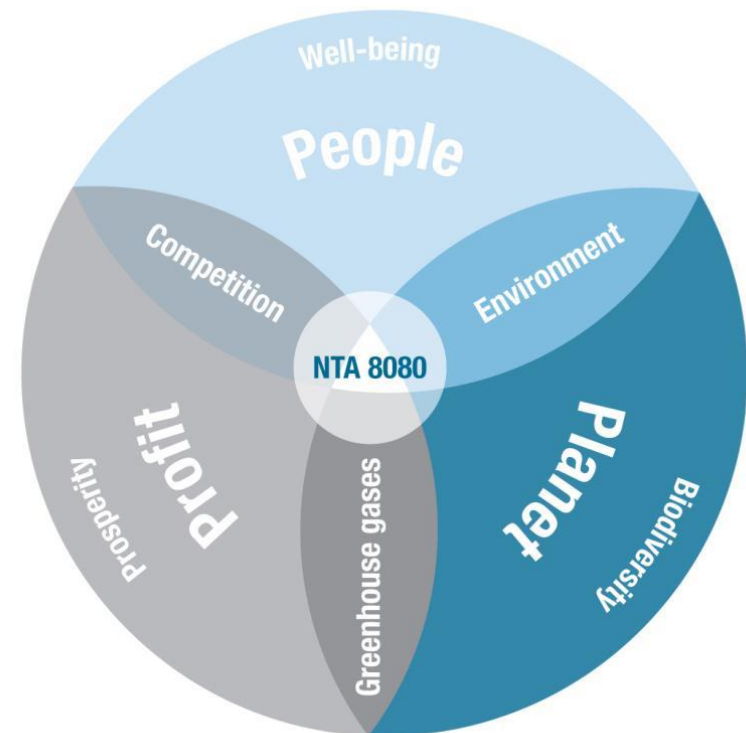 Well-being
People
Competition
Environment
NTA 8080
Profit
Prosperity
Planet
Biodiversity
Greenhouse gases